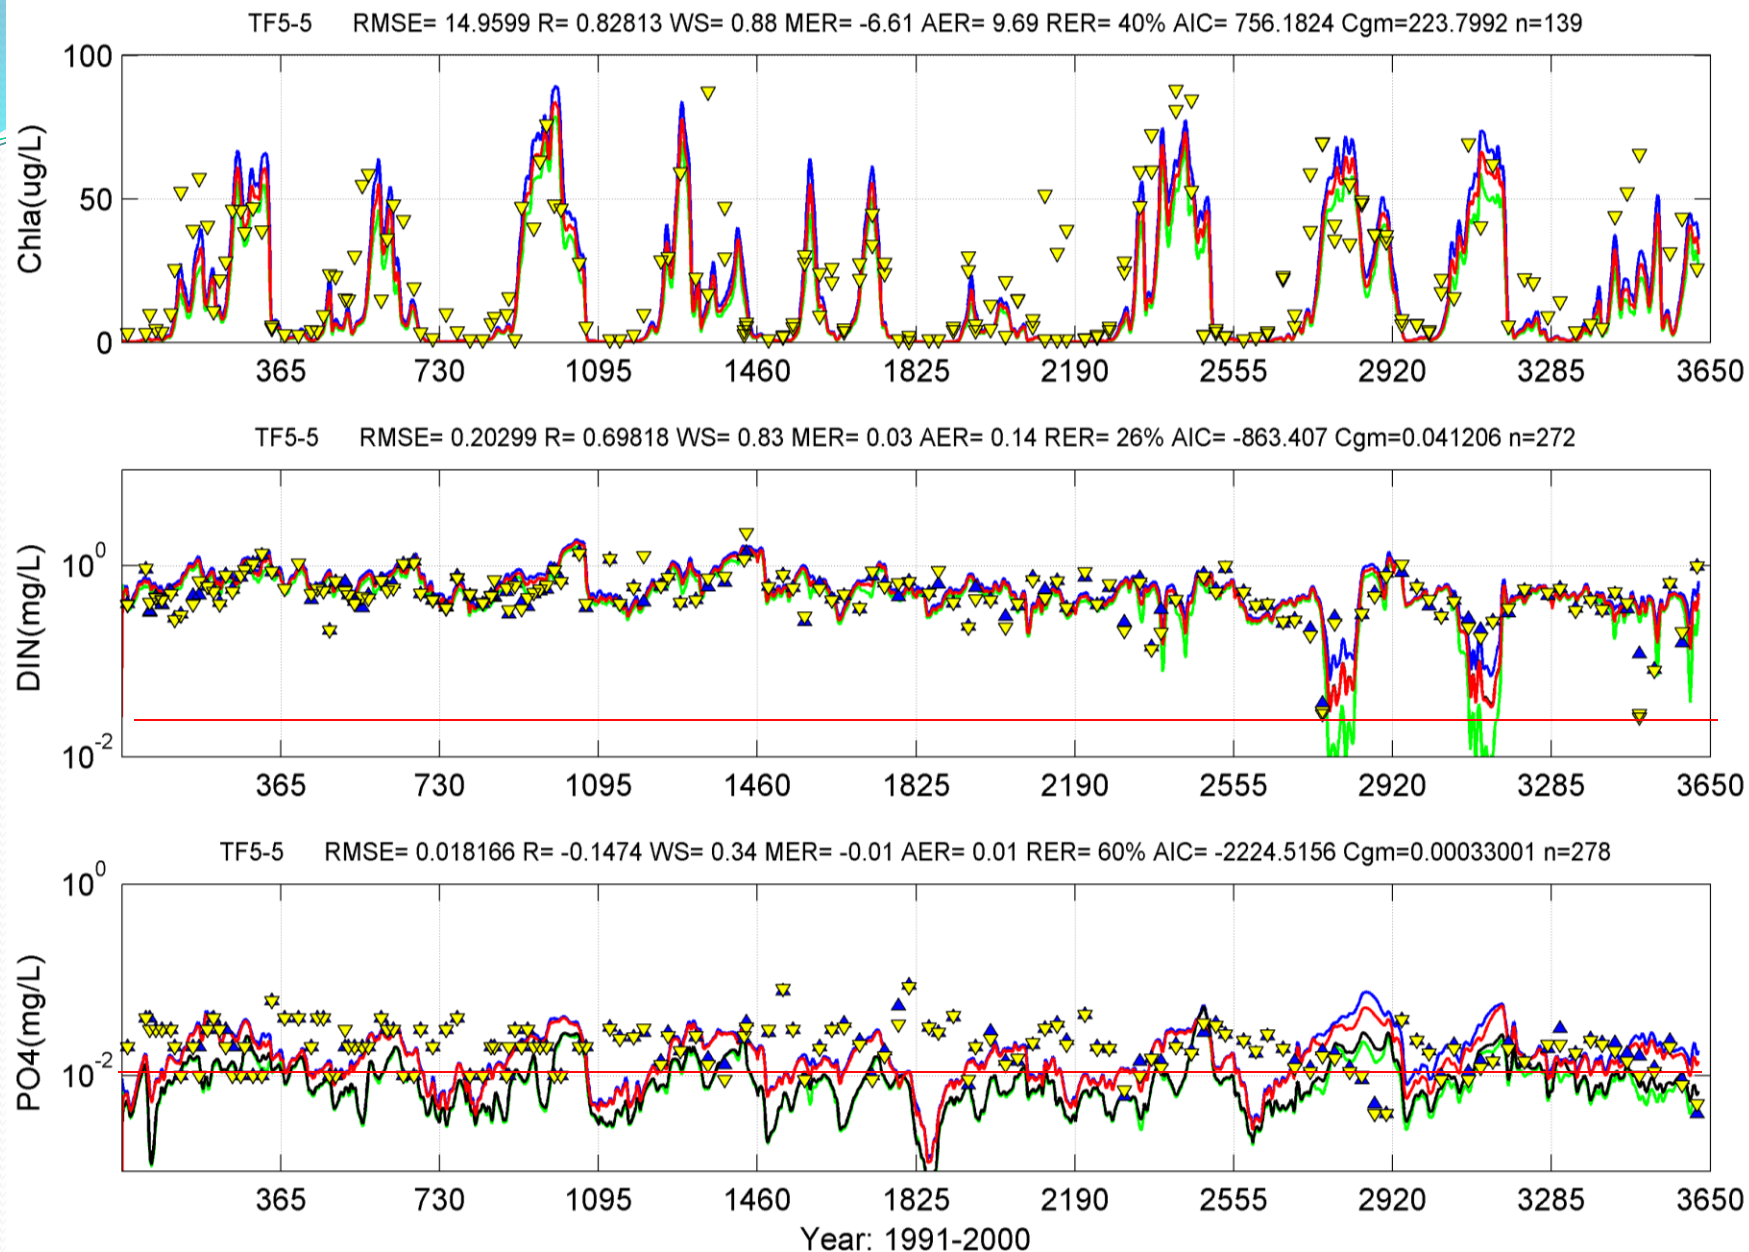 TF5-5 RMSE= 14.9599 R= 0.82813 WS= 0.88 MER= -6.61 AER= 9.69 RER= 40% AIC= 756.1824 Cgm=223.7992 n=139
100
50
0
Chla(ug/L)
365 730 1095 1460 1825 2190 2555 2920 3285 3650
TF5-5 RMSE= 0.20299 R= 0.69818 WS= 0.83 MER= 0.03 AER= 0.14 RER= 26% AIC= -863.407 Cgm=0.041206 n=272
10^0
10^-2
DIN(mg/L)
365 730 1095 1460 1825 2190 2555 2920 3285 3650
TF5-5 RMSE= 0.018166 R= -0.1474 WS= 0.34 MER= -0.01 AER= 0.01 RER= 60% AIC= -2224.5156 Cgm=0.00033001 n=278
10^0
10^-2
PO4(mg/L)
365 730 1095 1460 1825 2190 2555 2920 3285 3650
Year: 1991-2000